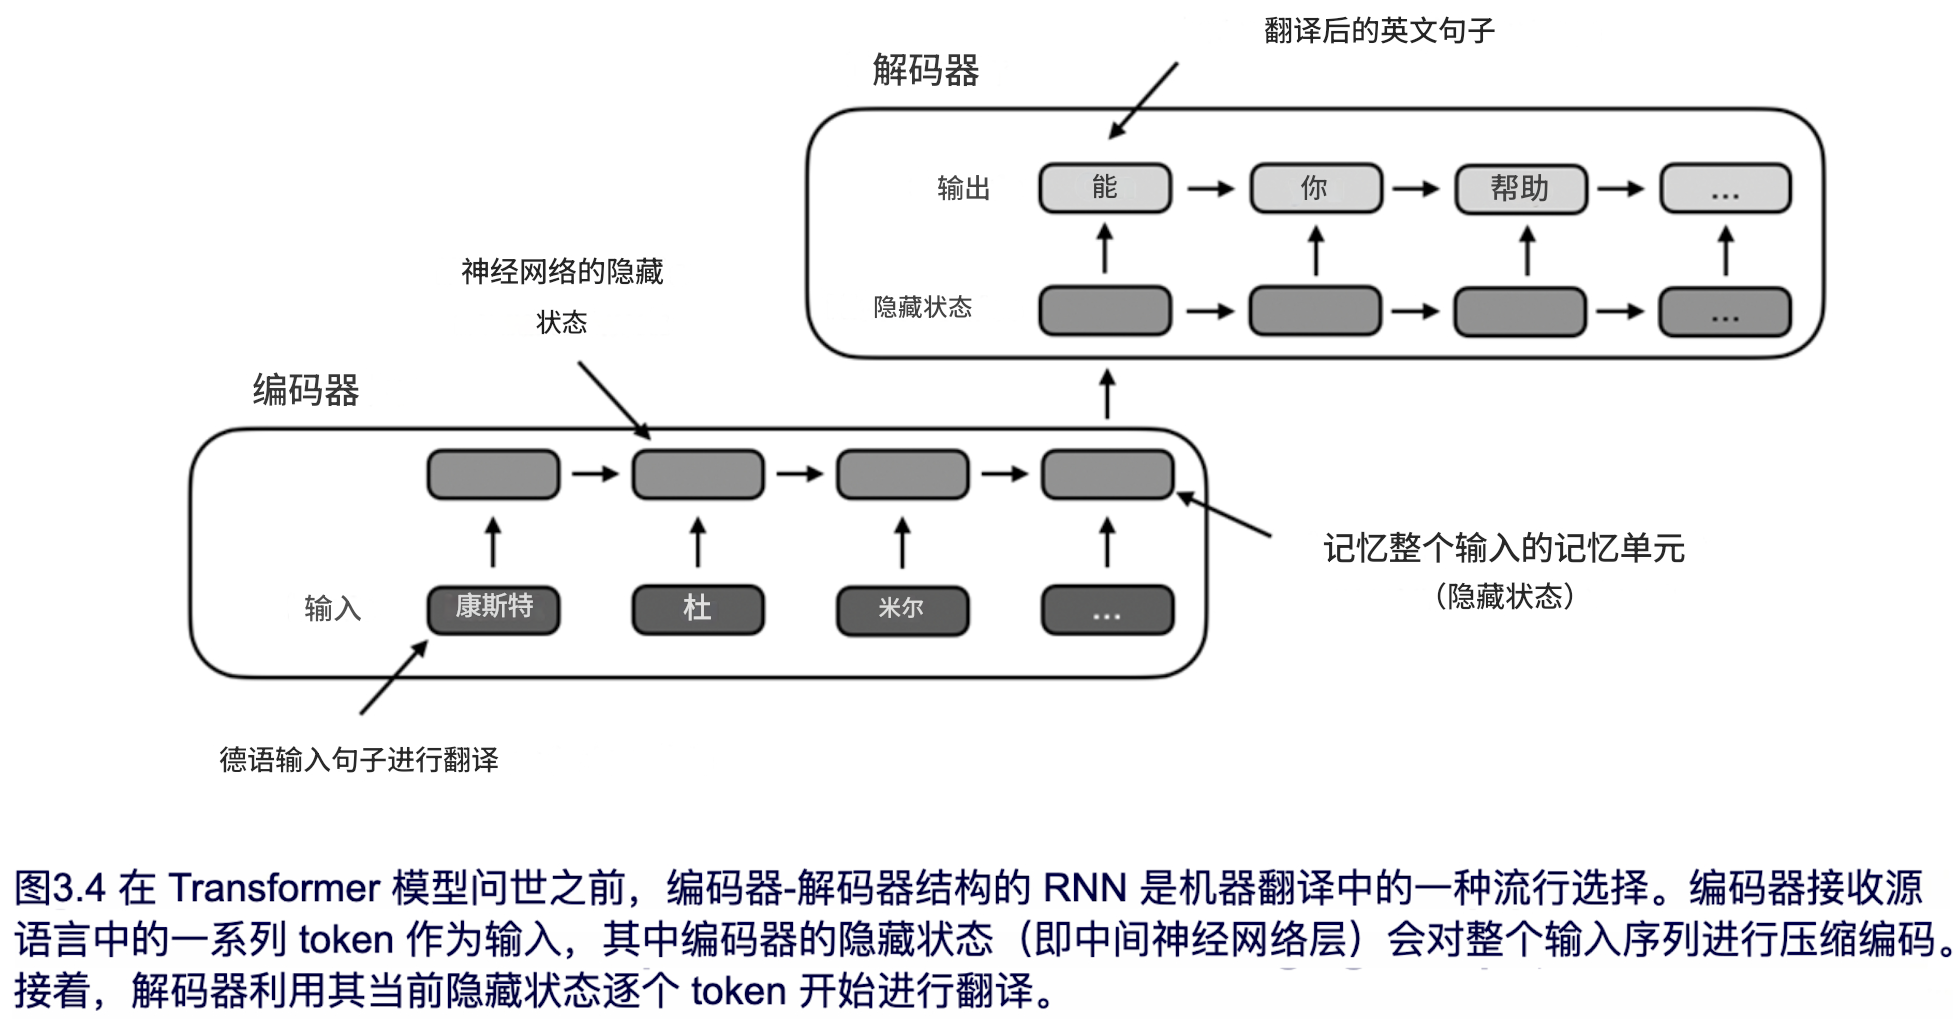 翻译后的英文句子
解码器
输出 能 你 帮助 ...
隐藏状态 ...
神经网络的隐藏
状态
编码器
记忆整个输入的记忆单元
（隐藏状态）
输入 康斯特 杜 米尔 ...
德语输入句子进行翻译
图3.4 在 Transformer 模型问世之前，编码器-解码器结构的 RNN 是机器翻译中的一种流行选择。编码器接收源
语言中的一系列 token 作为输入，其中编码器的隐藏状态（即中间神经网络层）会对整个输入序列进行压缩编码。
接着，解码器利用其当前隐藏状态逐个 token 开始进行翻译。